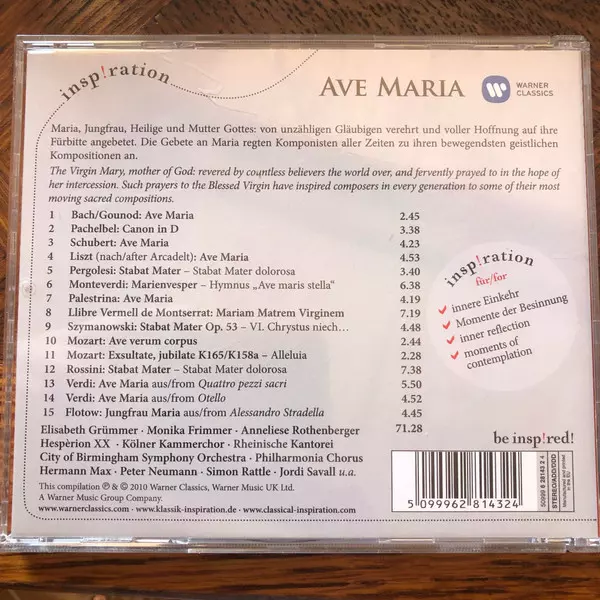 insp!ration
AVE MARIA
WARNER
CLASSICS
Maria, Jungfrau, Heilige und Mutter Gottes: von unzähligen Gläubigen verehrt und voller Hoffnung auf ihre
Fürbitte angebetet. Die Gebete an Maria regten Komponisten aller Zeiten zu ihren bewegendsten geistlichen
Kompositionen an.
The Virgin Mary, mother of God: revered by countless believers the world over, and fervently prayed to in the hope of
her intercession. Such prayers to the Blessed Virgin have inspired composers in every generation to some of their most
moving sacred compositions.
1 Bach/Gounod: Ave Maria 2.45
2 Pachelbel: Canon in D 3.38
3 Schubert: Ave Maria 4.23
4 Liszt (nach/after Arcadelt): Ave Maria 4.53
5 Pergolesi: Stabat Mater – Stabat Mater dolorosa 3.40
6 Monteverdi: Marienvesper – Hymnus „Ave maris stella“ 6.38
7 Palestrina: Ave Maria 4.19
8 Llibre Vermell de Montserrat: Mariam Matrem Virginem 7.19
9 Szymanowski: Stabat Mater Op. 53 – VI. Chrystus niech… 4.48
10 Mozart: Ave verum corpus 2.44
11 Mozart: Exsultate, jubilate K165/K158a – Alleluia 2.28
12 Rossini: Stabat Mater – Stabat Mater dolorosa 7.38
13 Verdi: Ave Maria aus/from Quattro pezzi sacri 5.50
14 Verdi: Ave Maria aus/from Otello 4.52
15 Flotow: Jungfrau Maria aus/from Alessandro Stradella 4.45
71.28
insp!ration
für/for
innere Einkehr
Momente der Besinnung
inner reflection
moments of
contemplation
Elisabeth Grümmer · Monika Frimmer · Anneliese Rothenberger
Hespèrion XX · Kölner Kammerchor · Rheinische Kantorei
City of Birmingham Symphony Orchestra · Philharmonia Chorus
Hermann Max · Peter Neumann · Simon Rattle · Jordi Savall u.a.
This compilation ℗ & © 2010 Warner Classics, Warner Music UK Ltd.
A Warner Music Group Company.
www.warnerclassics.com · www.klassik-inspiration.de · www.classical-inspiration.com
be insp!red!
5 099962 814324
50999 6 28143 2 4
STEREO/ADD/DDD
Manufactured and printed
in the EU